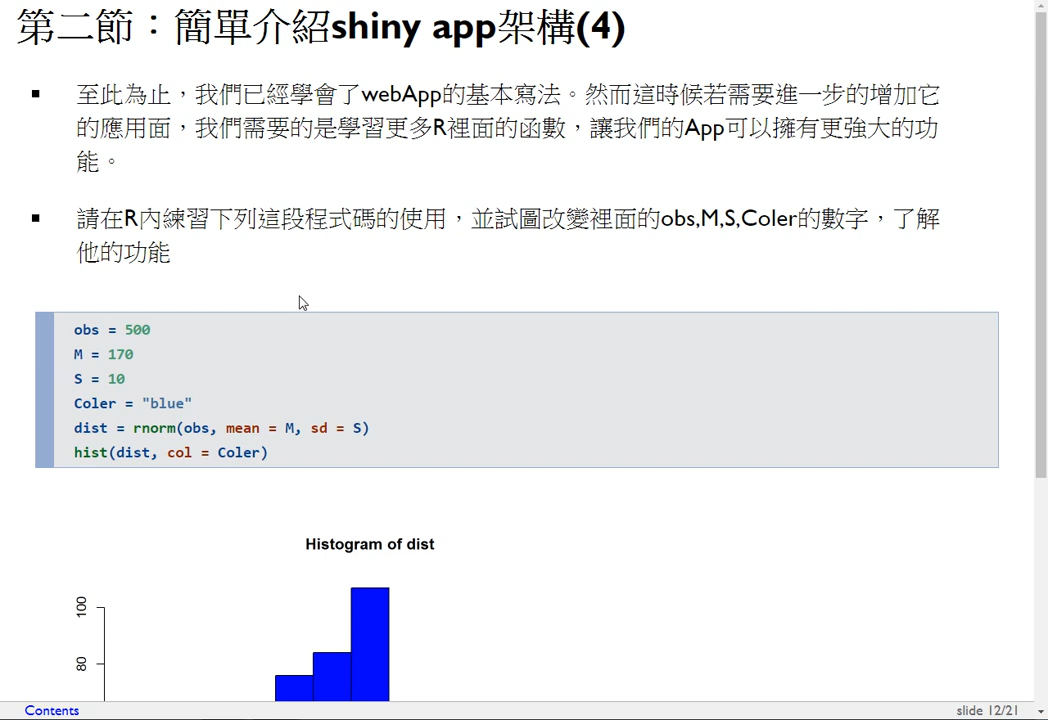 第二節：簡單介紹shiny app架構(4)
至此為止，我們已經學會了webApp的基本寫法。然而這時候若需要進一步的增加它
的應用面，我們需要的是學習更多R裡面的函數，讓我們的App可以擁有更強大的功
能。
請在R內練習下列這段程式碼的使用，並試圖改變裡面的obs,M,S,Coler的數字，了解
他的功能
obs = 500
M = 170
S = 10
Coler = "blue"
dist = rnorm(obs, mean = M, sd = S)
hist(dist, col = Coler)
Histogram of dist
100
80
Contents
slide 12/21